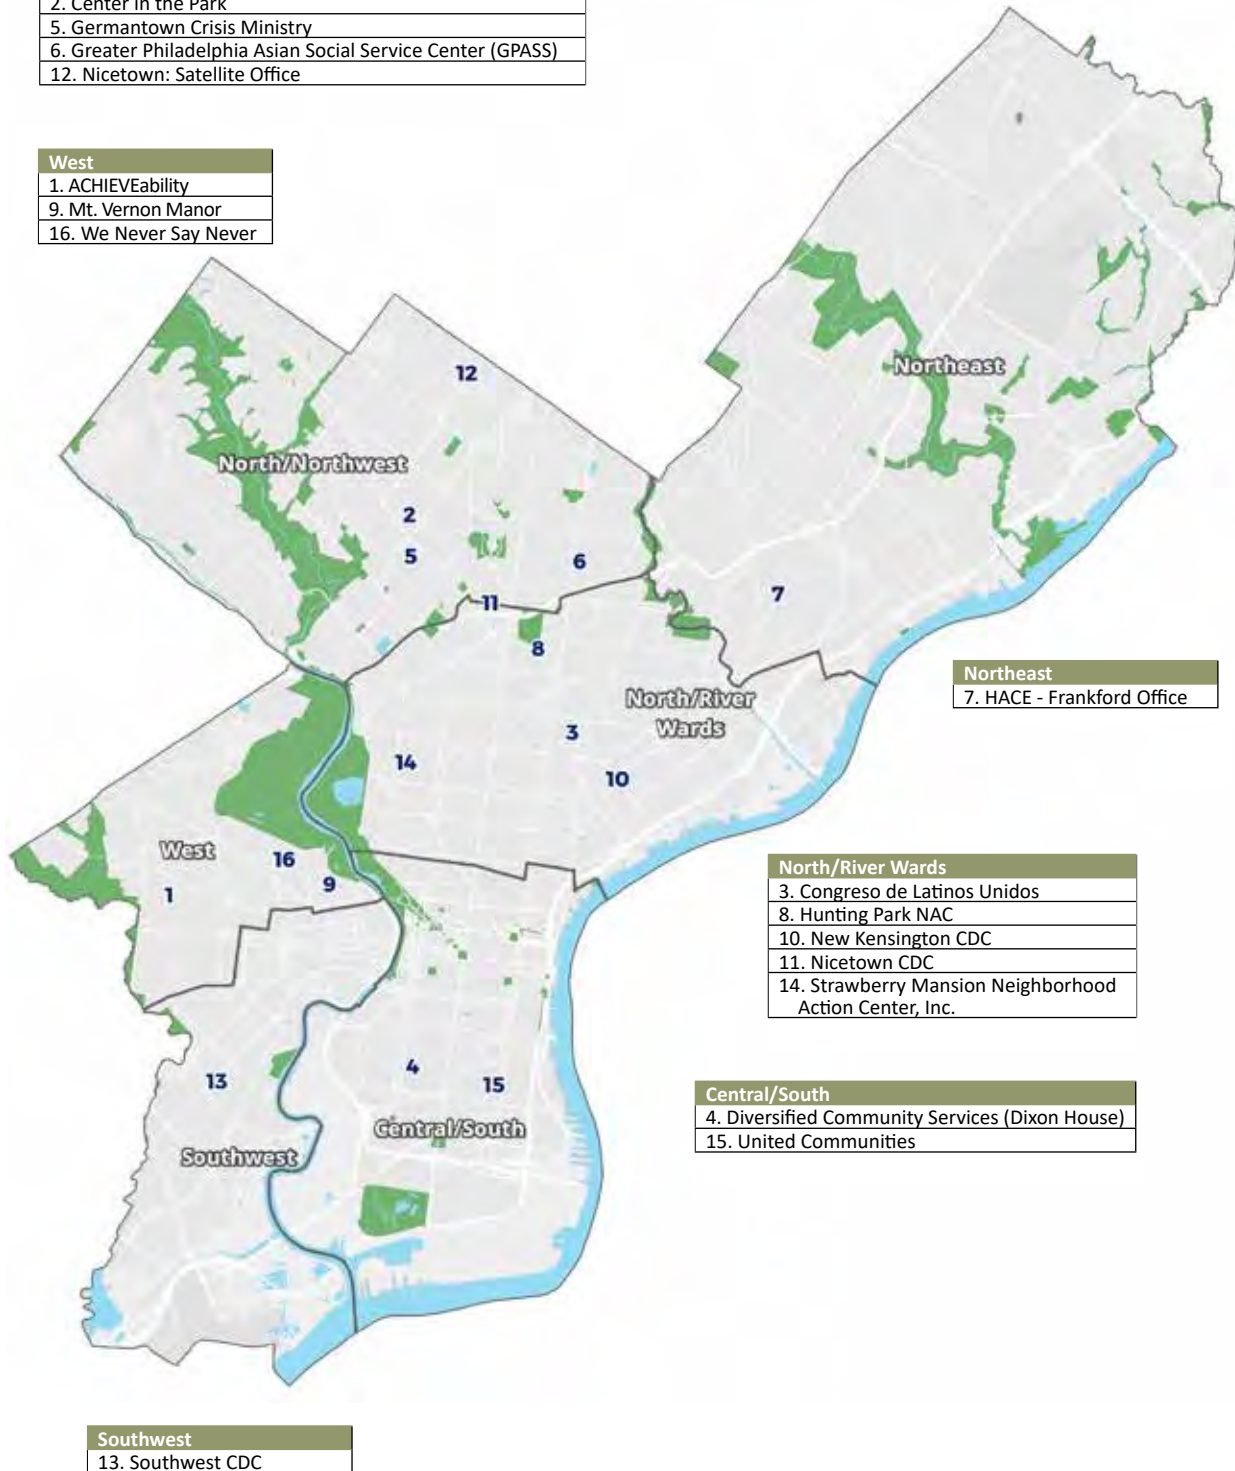 2. Center in the Park
5. Germantown Crisis Ministry
6. Greater Philadelphia Asian Social Service Center (GPASS)
12. Nicetown: Satellite Office
West
1. ACHIEVEability
9. Mt. Vernon Manor
16. We Never Say Never
12
Northeast
North/Northwest
2
5
6
7
11
8
Northeast
7. HACE - Frankford Office
North/River
Wards
3
14
10
West
16
9
1
North/River Wards
3. Congreso de Latinos Unidos
8. Hunting Park NAC
10. New Kensington CDC
11. Nicetown CDC
14. Strawberry Mansion Neighborhood
Action Center, Inc.
13
4
15
Central/South
4. Diversified Community Services (Dixon House)
15. United Communities
Central/South
Southwest
Southwest
13. Southwest CDC